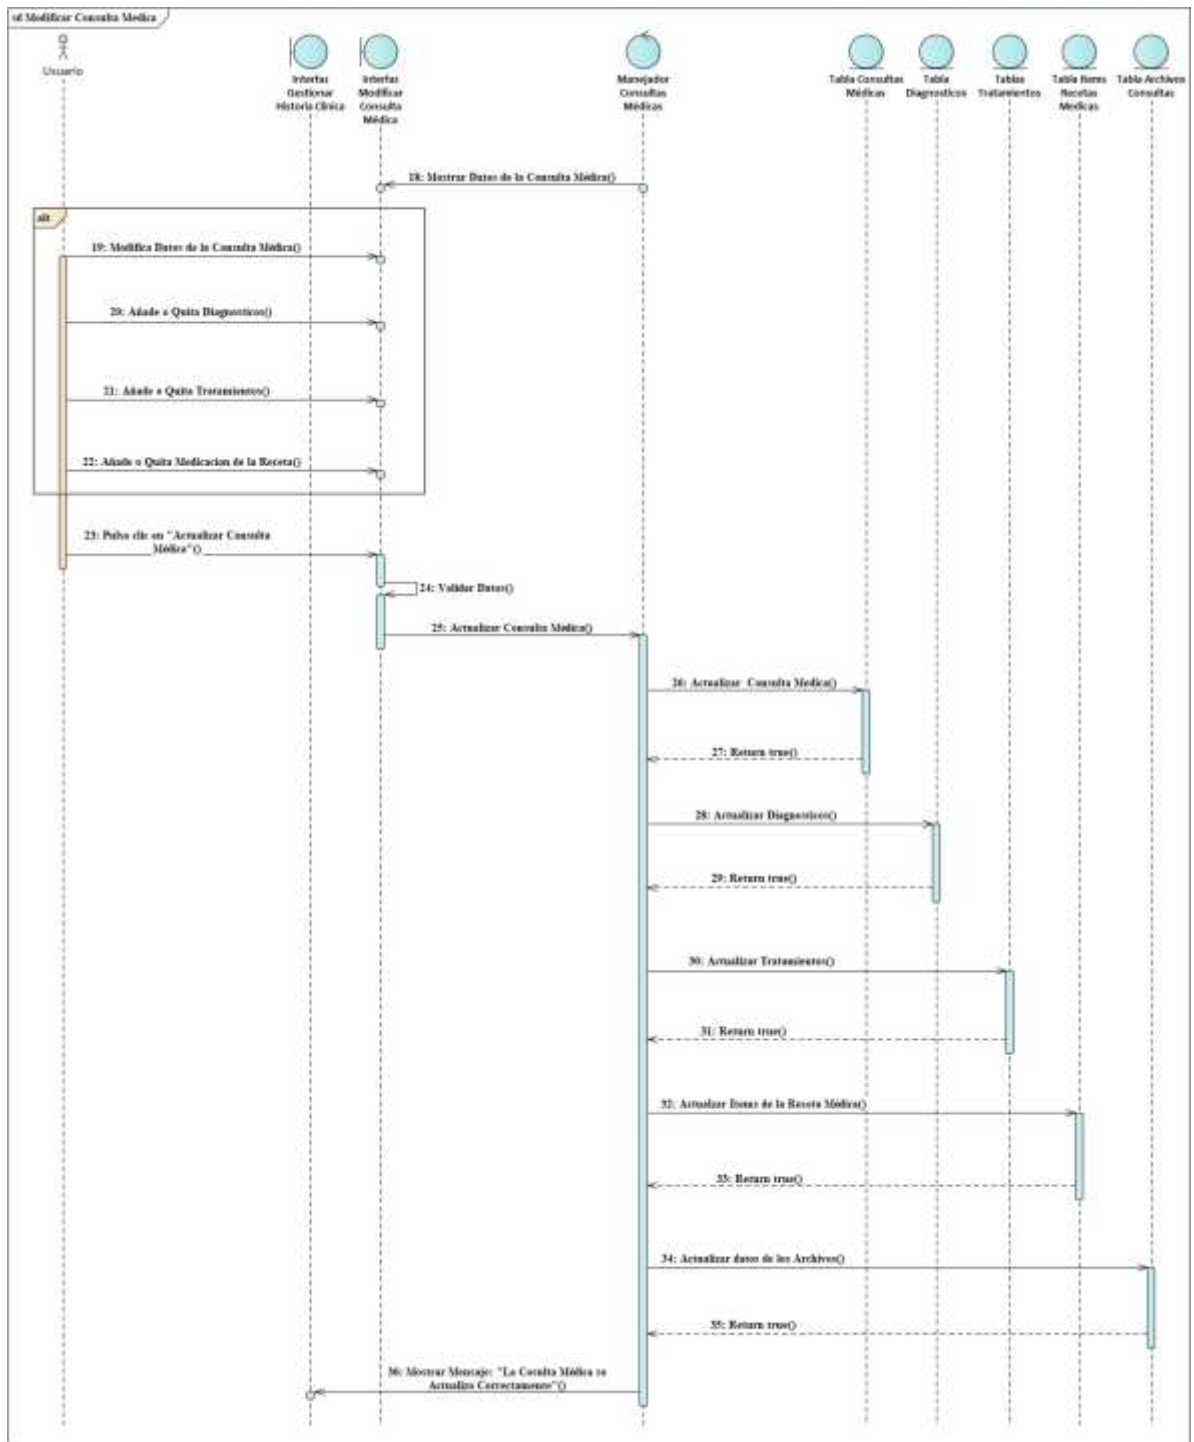 sd Modificar Consulta Medica
Usuario
Interfaz
Gestionar
Historia Clinica
Interfaz
Modificar
Consulta
Médica
Manejador
Consultas
Médicas
Tabla Consultas
Médicas
Tabla
Diagnosticos
Tablas
Tratamientos
Tabla Items
Recetas
Medicas
Tabla Archivos
Consultas
18: Mostrar Datos de la Consulta Médica()
alt
19: Modifica Datos de la Consulta Médica()
20: Añade o Quita Diagnosticos()
21: Añade o Quita Tratamientos()
22: Añade o Quita Medicacion de la Receta()
23: Pulsa clic en "Actualizar Consulta
Médica"()
24: Validar Datos()
25: Actualizar Consulta Médica()
26: Actualizar Consulta Medica()
27: Return true()
28: Actualizar Diagnosticos()
29: Return true()
30: Actualizar Tratamientos()
31: Return true()
32: Actualizar Items de la Receta Médica()
33: Return true()
34: Actualizar datos de los Archivos()
35: Return true()
36: Mostrar Mensaje: "La Cosulta Médica se
Actualizo Correctamente"()